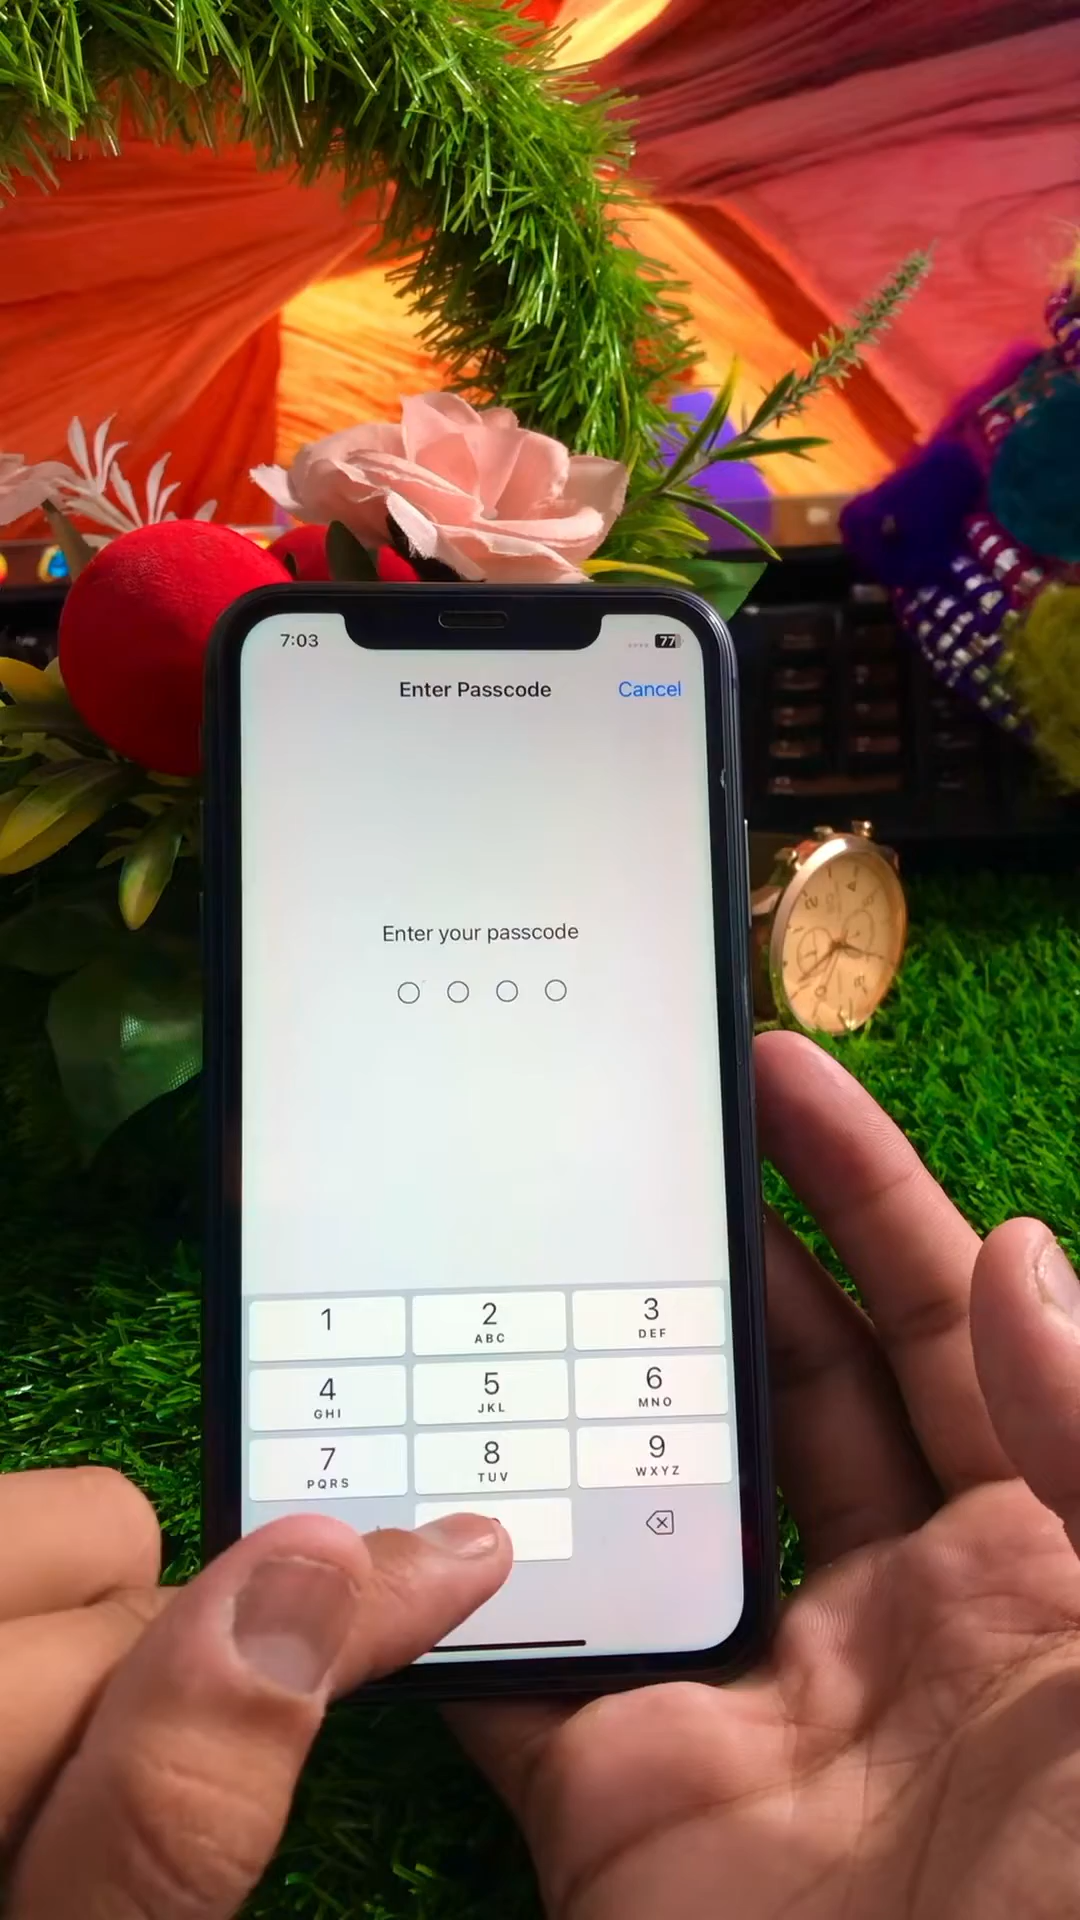 7:03
77
Enter Passcode
Cancel
Enter your passcode
1
2
ABC
3
DEF
4
GHI
5
JKL
6
MNO
7
PQRS
8
TUV
9
WXYZ